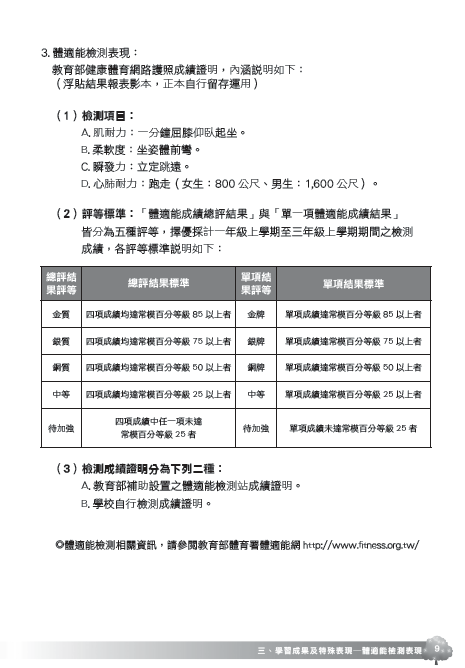 3. 體適能檢測表現：
教育部健康體育網路護照成績證明，內涵說明如下：
（浮貼結果報表影本，正本自行留存運用）
（1）檢測項目：
A. 肌耐力：一分鐘屈膝仰臥起坐。
B. 柔軟度：坐姿體前彎。
C. 瞬發力：立定跳遠。
D. 心肺耐力：跑走（女生：800 公尺、男生：1,600 公尺）。
（2）評等標準：「體適能成績總評結果」與「單一項體適能成績結果」
皆分為五種評等，擇優採計一年級上學期至三年級上學期期間之檢測
成績，各評等標準說明如下：
總評結果評等 總評結果標準 單項結果評等 單項結果標準
金質 四項成績均達常模百分等級 85 以上者 金牌 單項成績達常模百分等級 85 以上者
銀質 四項成績均達常模百分等級 75 以上者 銀牌 單項成績達常模百分等級 75 以上者
銅質 四項成績均達常模百分等級 50 以上者 銅牌 單項成績達常模百分等級 50 以上者
中等 四項成績均達常模百分等級 25 以上者 中等 單項成績達常模百分等級 25 以上者
待加強 四項成績中任一項未達常模百分等級 25 者 待加強 單項成績未達常模百分等級 25 者
（3）檢測成績證明分為下列二種：
A. 教育部補助設置之體適能檢測站成績證明。
B. 學校自行檢測成績證明。
◎體適能檢測相關資訊，請參閱教育部體育署體適能網 http://www.fitness.org.tw/
三、學習成果及特殊表現─體適能檢測表現 9